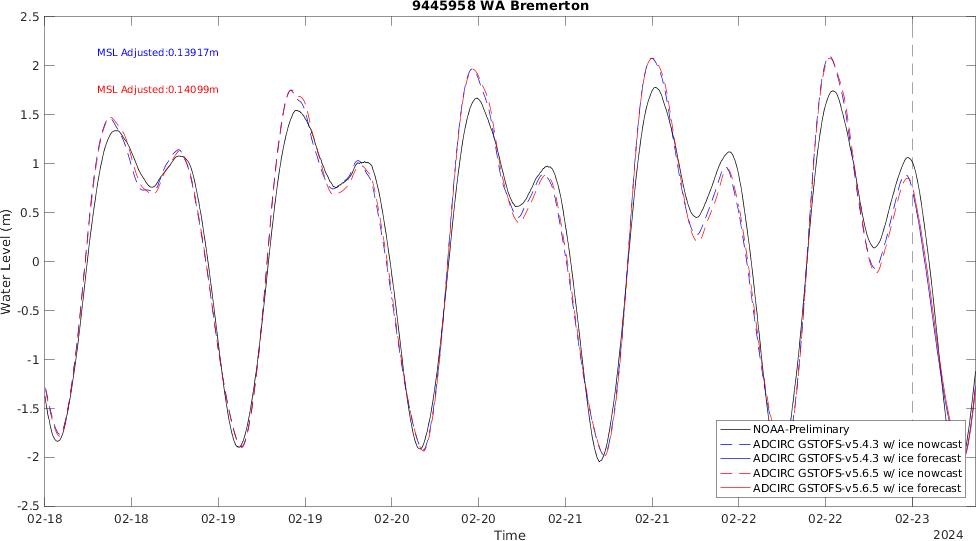 9445958 WA Bremerton
MSL Adjusted:0.13917m
MSL Adjusted:0.14099m
Water Level (m)
2.5
2
1.5
1
0.5
0
-0.5
-1
-1.5
-2
-2.5
NOAA-Preliminary
ADCIRC GSTOFS-v5.4.3 w/ ice nowcast
ADCIRC GSTOFS-v5.4.3 w/ ice forecast
ADCIRC GSTOFS-v5.6.5 w/ ice nowcast
ADCIRC GSTOFS-v5.6.5 w/ ice forecast
02-18 02-18 02-19 02-19 02-20 02-20 02-21 02-21 02-22 02-22 02-23
Time
2024